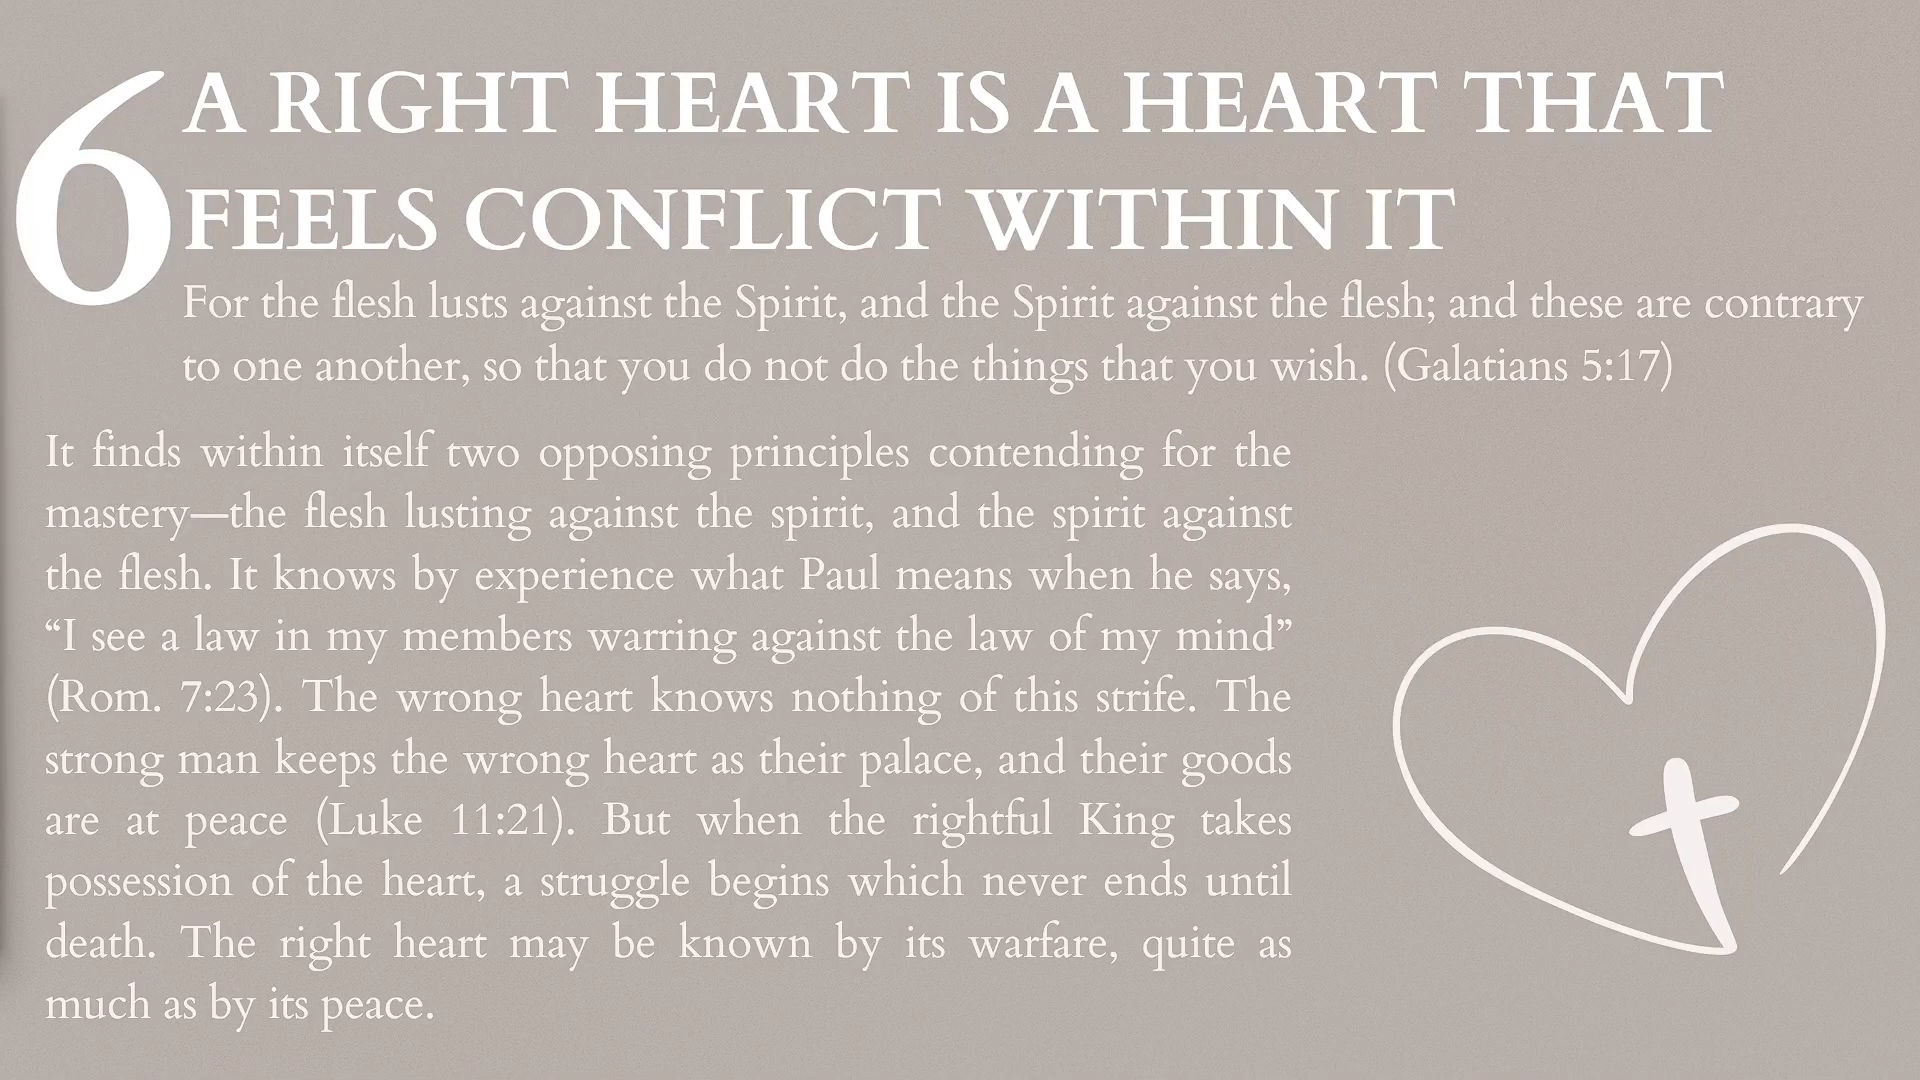 6 A RIGHT HEART IS A HEART THAT
FEELS CONFLICT WITHIN IT
For the flesh lusts against the Spirit, and the Spirit against the flesh; and these are contrary
to one another, so that you do not do the things that you wish. (Galatians 5:17)
It finds within itself two opposing principles contending for the
mastery—the flesh lusting against the spirit, and the spirit against
the flesh. It knows by experience what Paul means when he says,
“I see a law in my members warring against the law of my mind”
(Rom. 7:23). The wrong heart knows nothing of this strife. The
strong man keeps the wrong heart as their palace, and their goods
are at peace (Luke 11:21). But when the rightful King takes
possession of the heart, a struggle begins which never ends until
death. The right heart may be known by its warfare, quite as
much as by its peace.